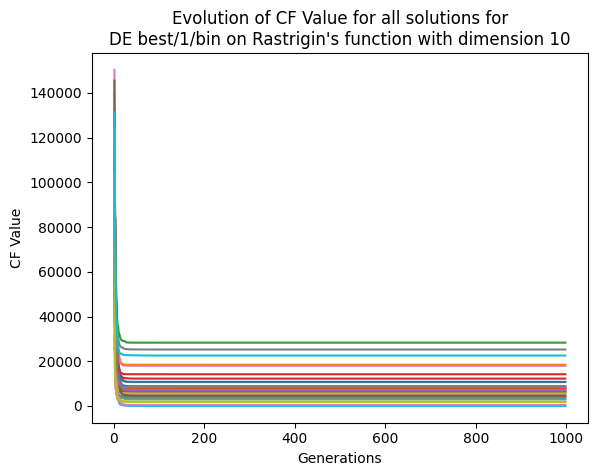 Evolution of CF Value for all solutions for
DE best/1/bin on Rastrigin's function with dimension 10
140000
120000
100000
80000
60000
40000
20000
0
CF Value
0 200 400 600 800 1000
Generations